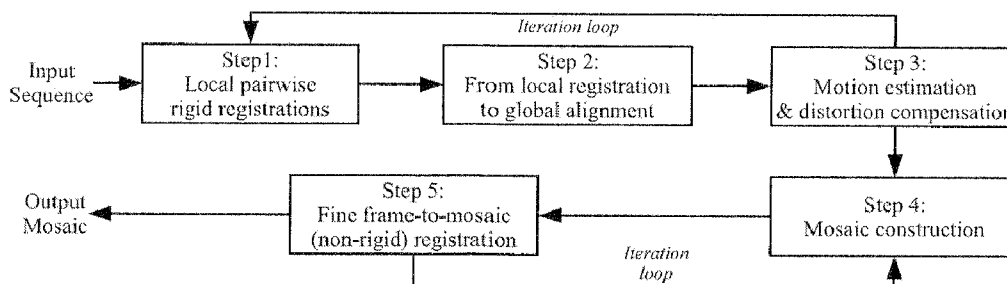 Iteration loop
Input
Sequence
Step1:
Local pairwise
rigid registrations
Step 2:
From local registration
to global alignment
Step 3:
Motion estimation
& distortion compensation
Output
Mosaic
Step 5:
Fine frame-to-mosaic
(non-rigid) registration
Step 4:
Mosaic construction
Iteration
loop